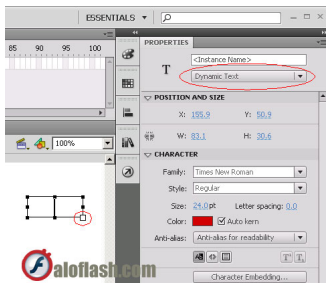 ESSENTIALS
85 90 95 100
PROPERTIES
<Instance Name>
T
Dynamic Text
POSITION AND SIZE
X: 155.9 Y: 50.9
W: 83.1 H: 30.6
100%
CHARACTER
Family: Times New Roman
Style: Regular
Size: 24.0 pt Letter spacing: 0.0
Color: Auto kern
Anti-alias: Anti-alias for readability
Character Embedding...
aloflash.com